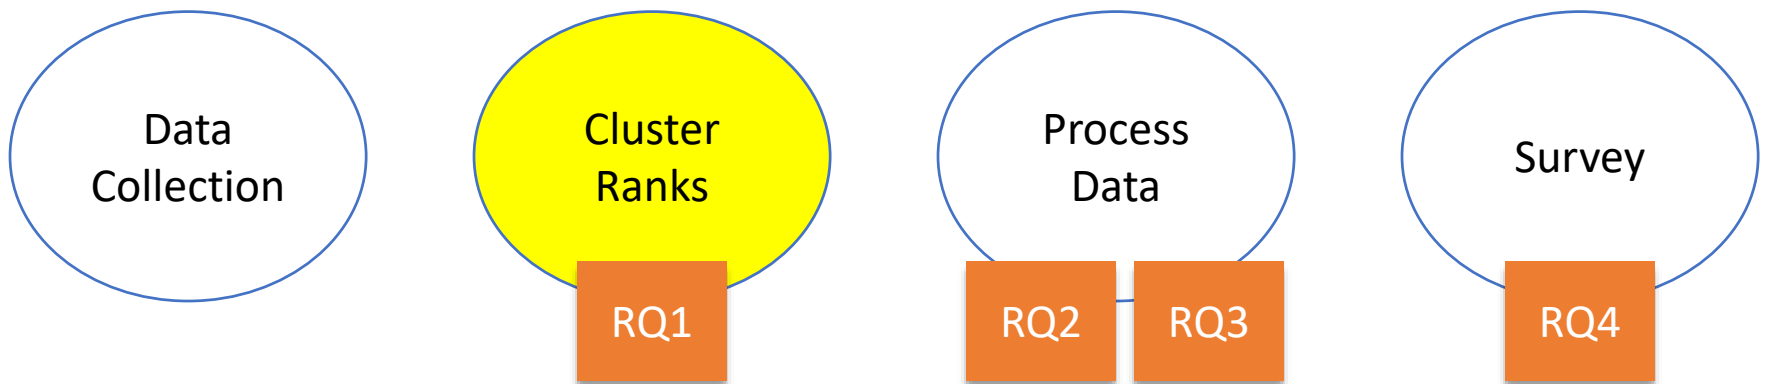 Data
Collection
Cluster
Ranks
Process
Data
Survey
RQ1
RQ2
RQ3
RQ4